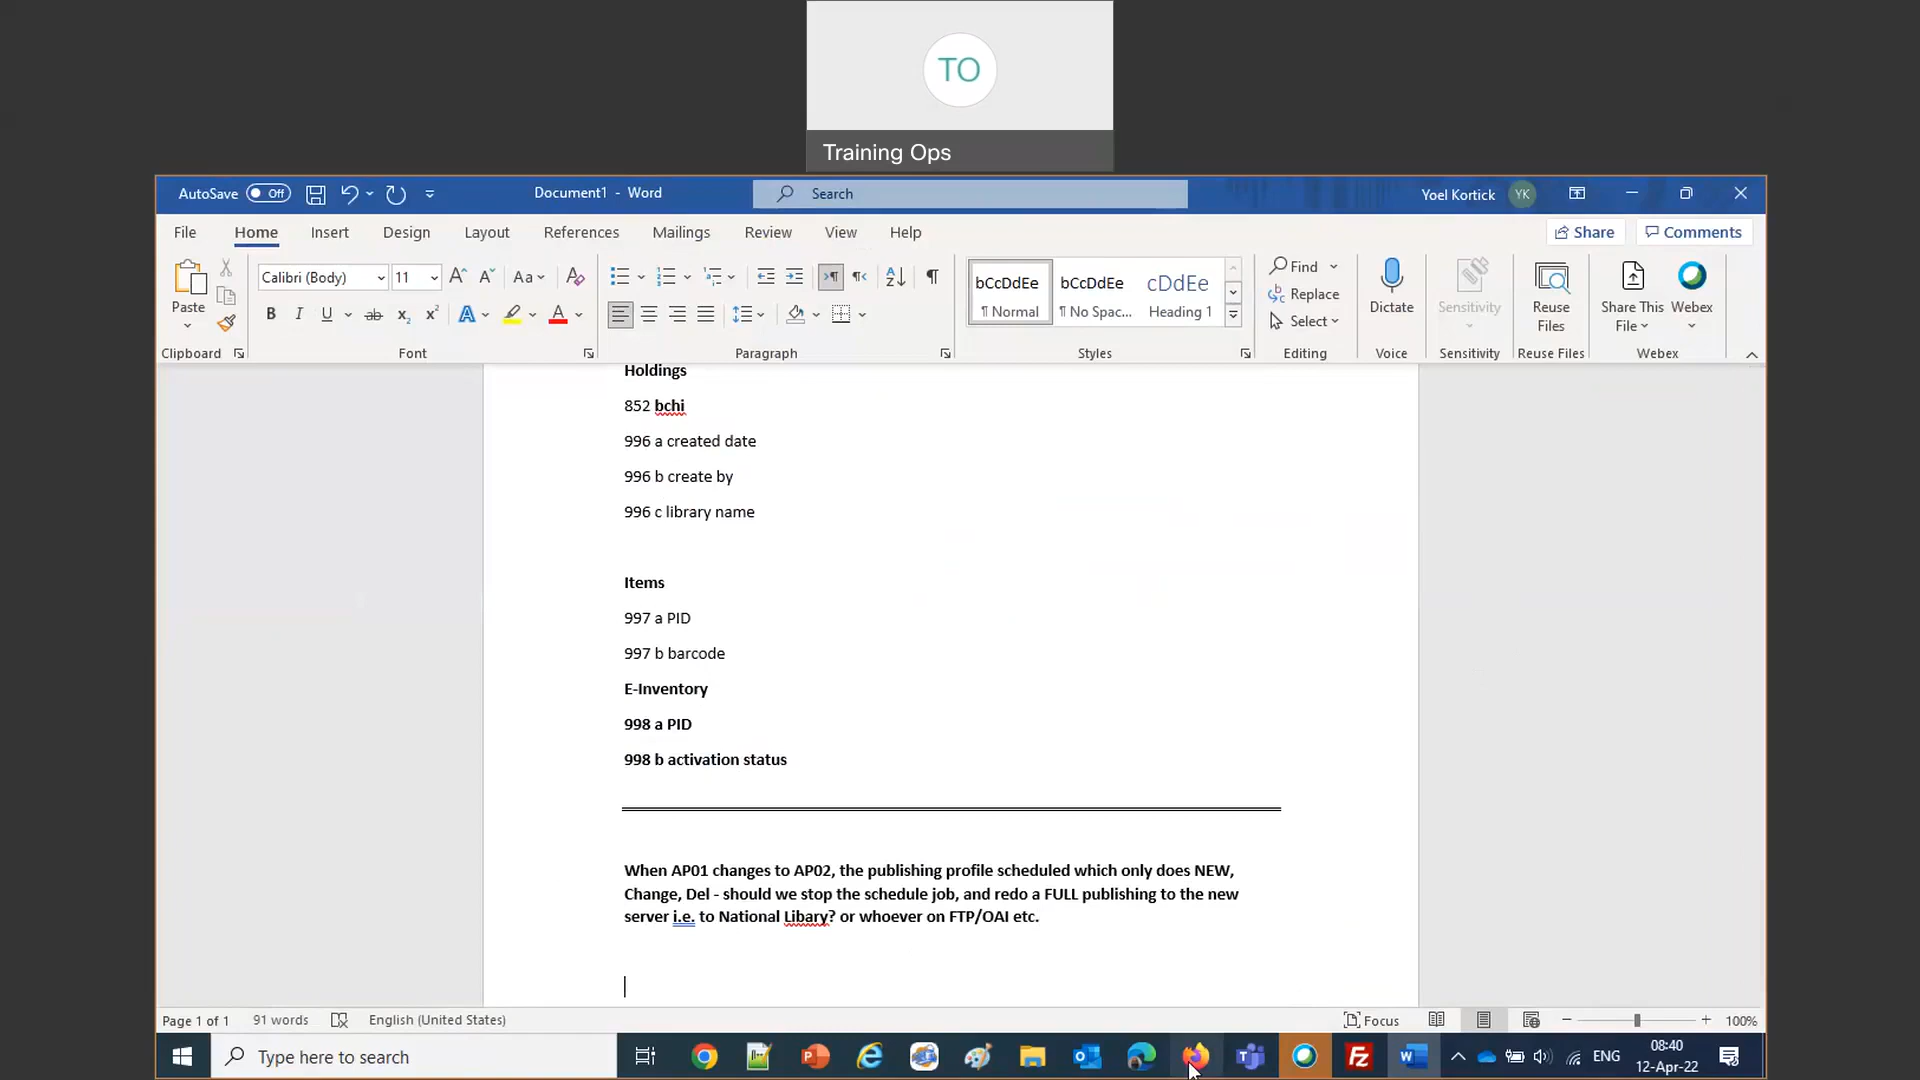 TO
Training Ops
AutoSave Off Document1 - Word Search Yoel Kortick YK
File Home Insert Design Layout References Mailings Review View Help Share Comments
Paste Calibri (Body) 11 Aa bCcDdEe bCcDdEe cDdEe Find Replace Select Dictate Sensitivity Reuse Files Share This File Webex
¶ Normal ¶ No Spac... Heading 1
Clipboard Font Paragraph Styles Editing Voice Sensitivity Reuse Files Webex
Holdings
852 bchi
996 a created date
996 b create by
996 c library name
Items
997 a PID
997 b barcode
E-Inventory
998 a PID
998 b activation status
When AP01 changes to AP02, the publishing profile scheduled which only does NEW,
Change, Del - should we stop the schedule job, and redo a FULL publishing to the new
server i.e. to National Libary? or whoever on FTP/OAI etc.
Page 1 of 1 91 words English (United States) Focus 100%
Type here to search ENG 08:40
12-Apr-22